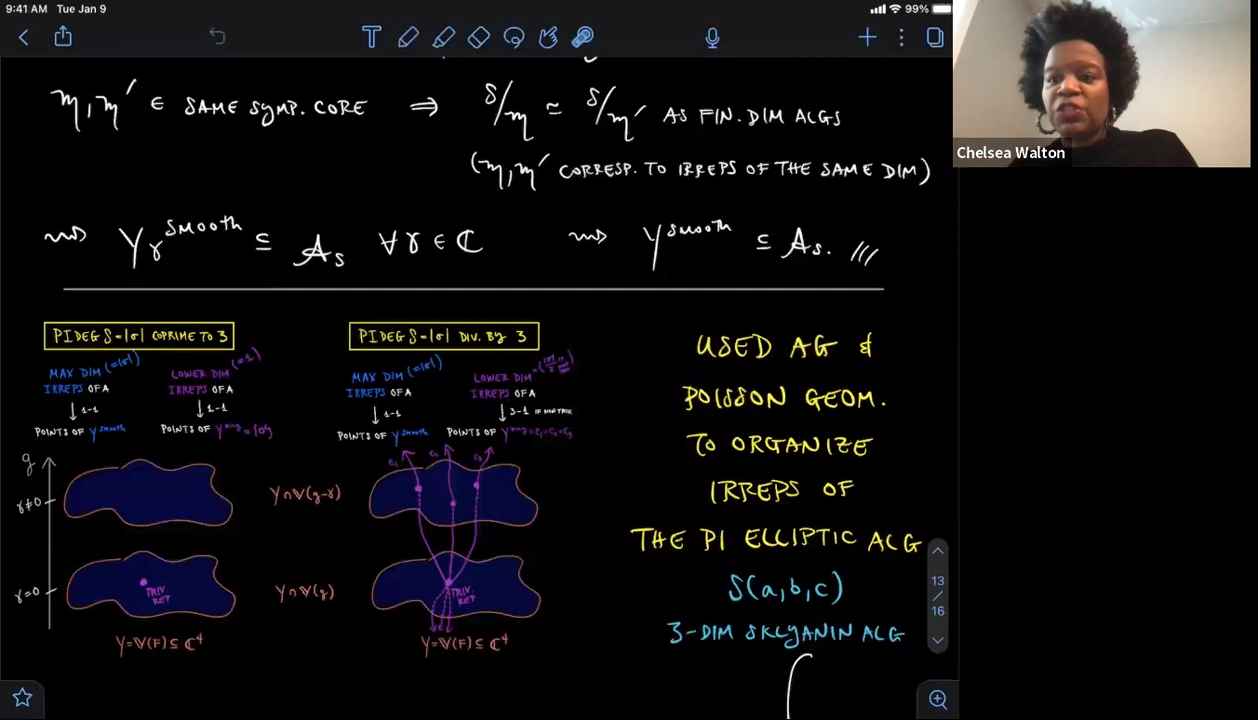 9:41 AM Tue Jan 9
99%
Chelsea Walton
m, m' ∈ SAME SYMP. CORE ⇒ S/m ≅ S/m' AS FIN. DIM ALGS
(m, m' CORRESP. TO IRREPS OF THE SAME DIM)
Y_γ^smooth ⊆ A_s ∀γ ∈ ℂ ⇝ Y^smooth ⊆ A_s. ///
PI DEG S = |σ| COPRIME TO 3
PI DEG S = |σ| DIV. BY 3
USED AG &
POISSON GEOM.
TO ORGANIZE
IRREPS OF
THE PI ELLIPTIC ALG
S(a,b,c)
3-DIM SKLYANIN ALG
MAX DIM (=|σ|)
IRREPS OF A
↓ 1-1
POINTS OF Y^smooth
LOWER DIM (=1)
IRREPS OF A
↓ 1-1
POINTS OF Y^sing = {0}
MAX DIM (=|σ|)
IRREPS OF A
↓ 1-1
POINTS OF Y^smooth
LOWER DIM
IRREPS OF A
↓ 3-1 IF NON TRIV
POINTS OF
g
γ≠0
Y∩V(g-γ)
γ=0
TRIV REP
Y∩V(g)
TRIV REP
Y=V(F) ⊆ ℂ⁴
Y=V(F) ⊆ ℂ⁴
13
/
16